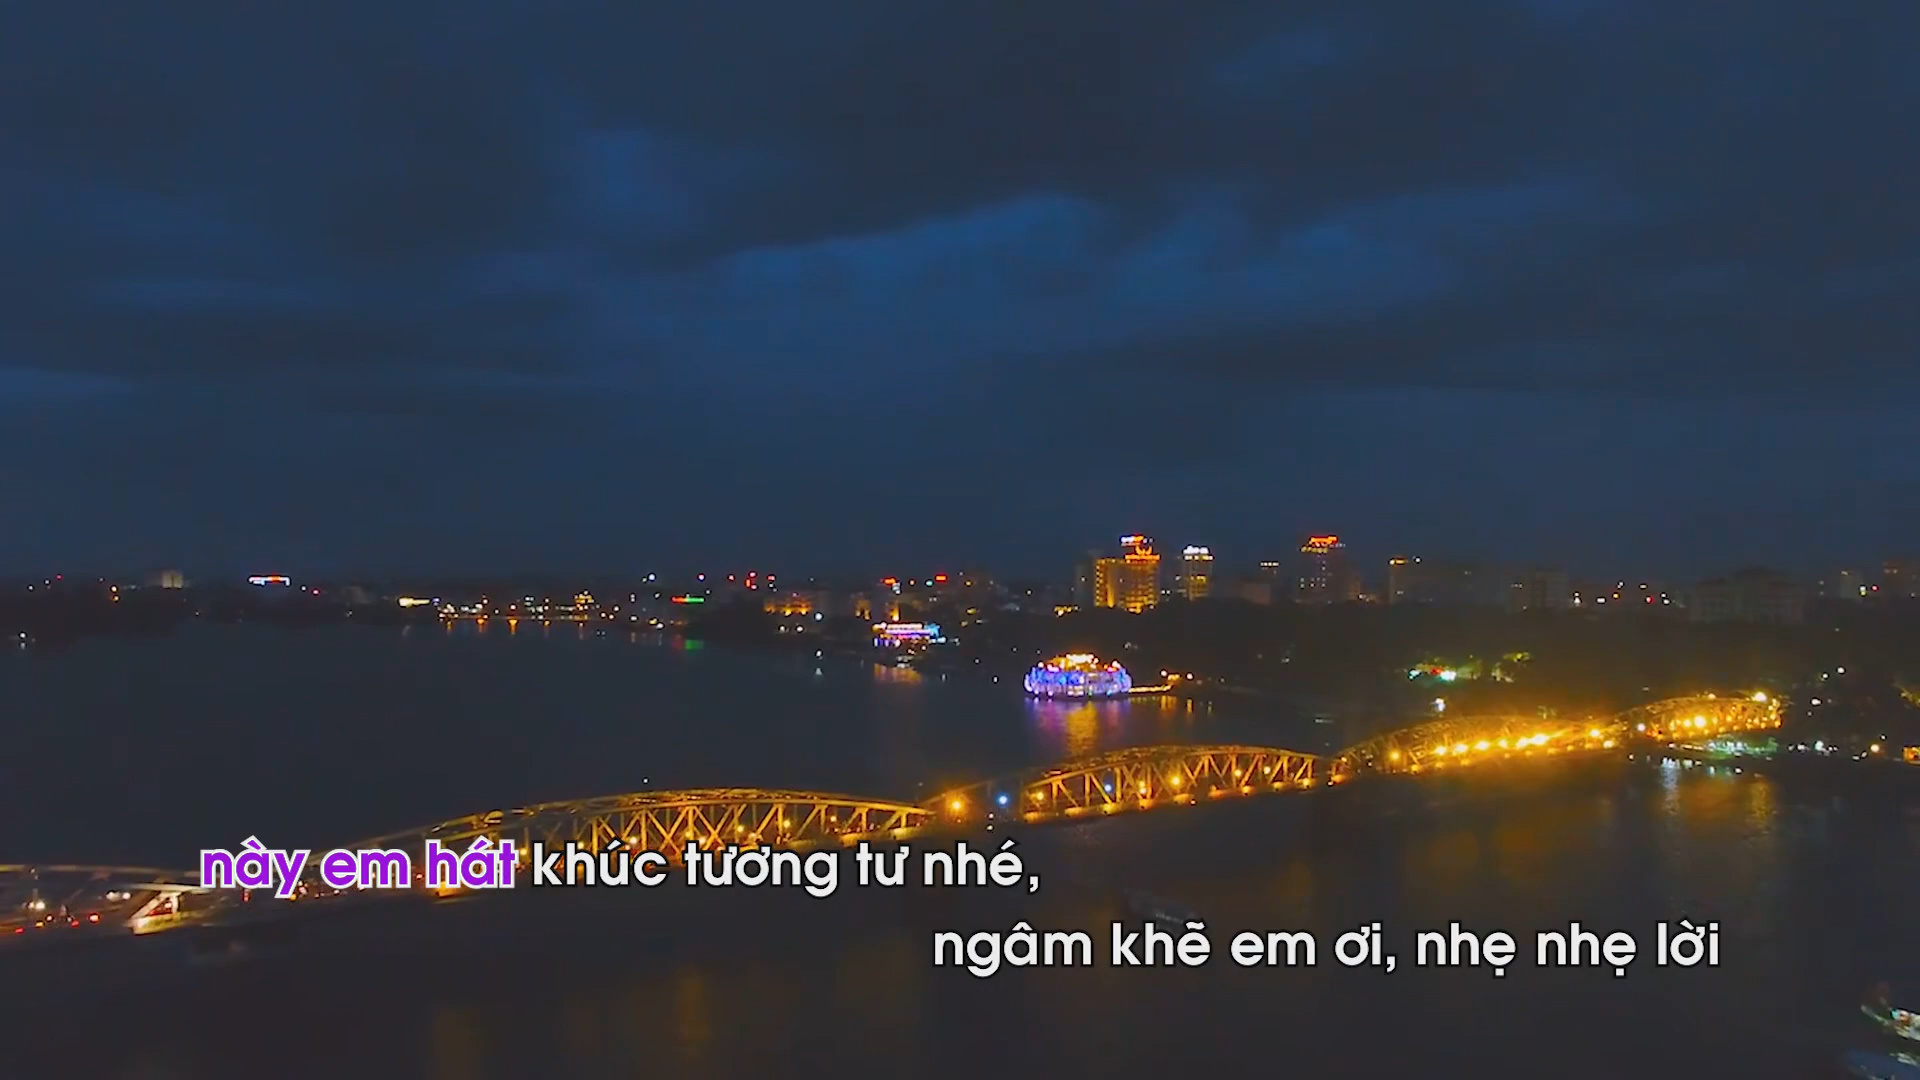 này em hát khúc tương tư nhé,
ngâm khẽ em ơi, nhẹ nhẹ lời